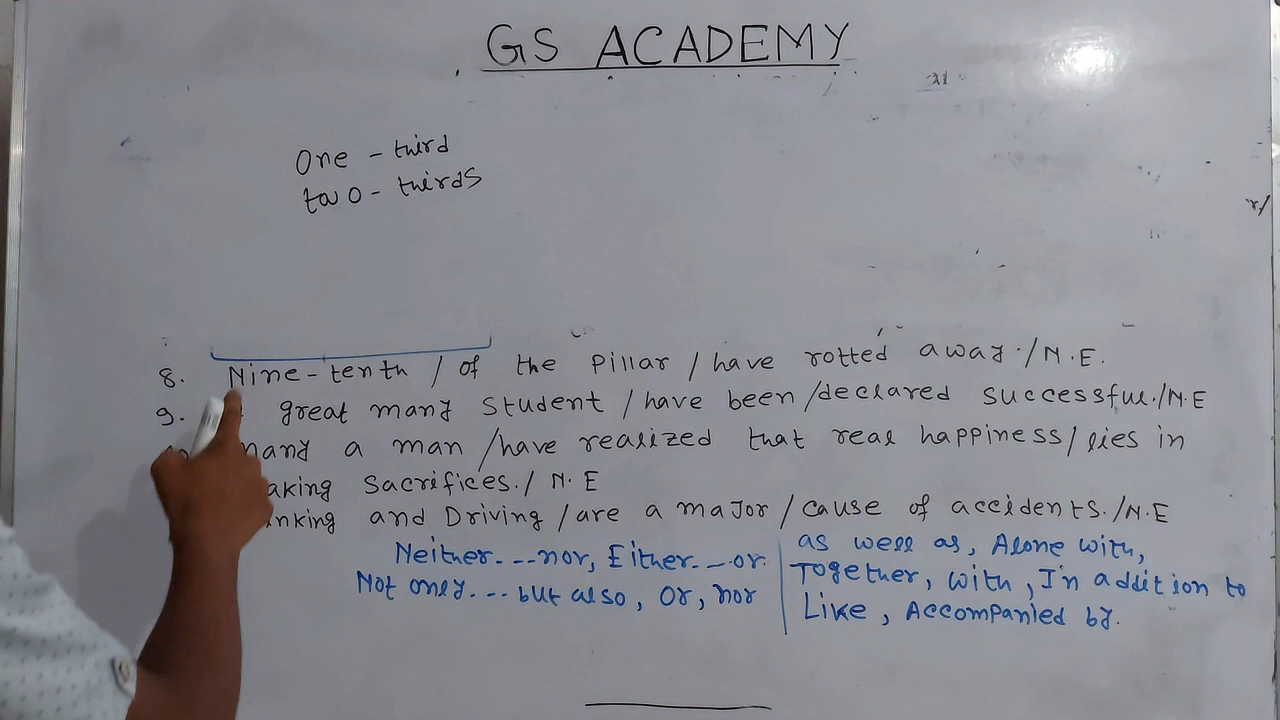 GS ACADEMY
One - third
two - thirds
8. Nine-tenth / of the Pillar / have rotted away. / N.E.
9. great many student / have been / declared successful. / N.E
many a man / have realized that real happiness / lies in
aking sacrifices. / N.E
nking and Driving / are a major / cause of accidents. / N.E
Neither---nor, Either--or.
Not only--- but also, Or, nor
as well as, Alone with,
Together, with, In addition to
Like, Accompanied by.